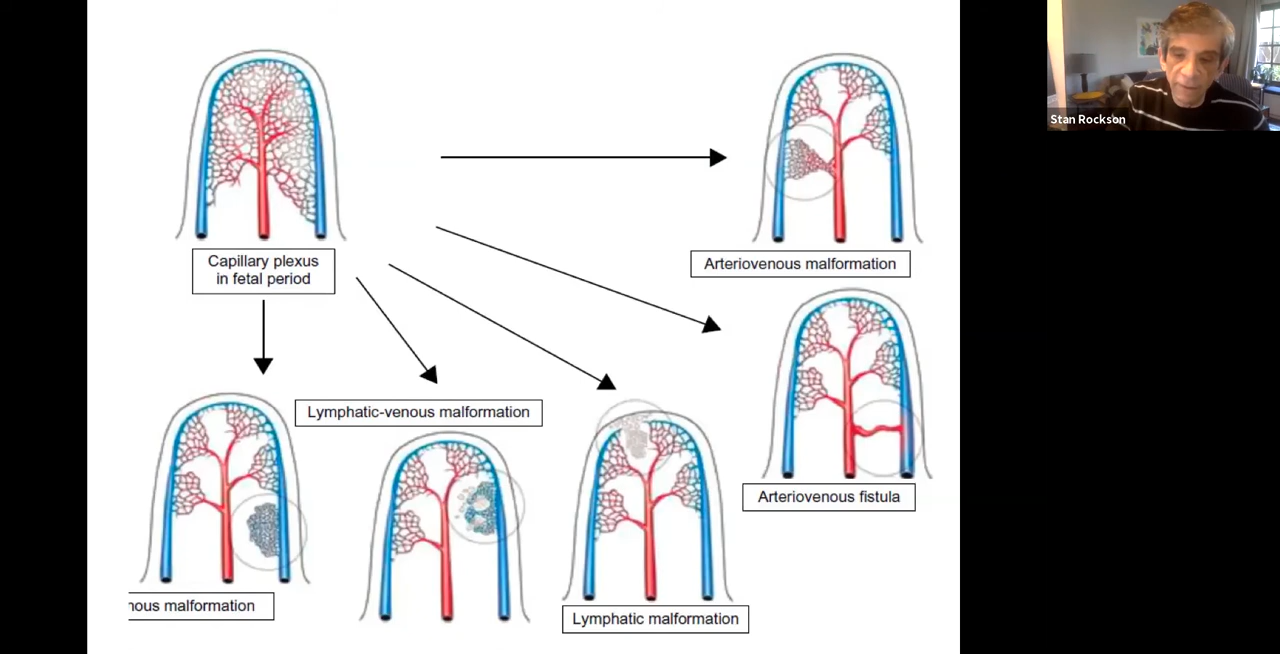 Stan Rockson
Capillary plexus
in fetal period
Arteriovenous malformation
Lymphatic-venous malformation
Arteriovenous fistula
nous malformation
Lymphatic malformation